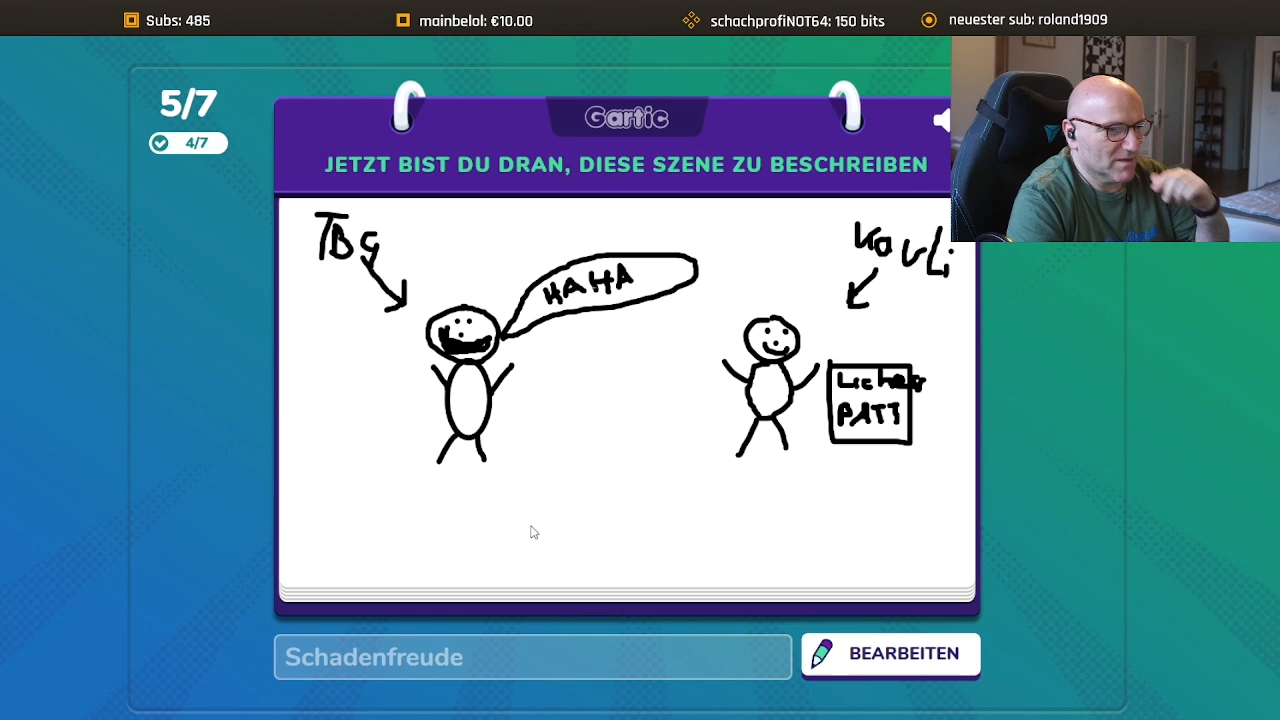 Subs: 485
mainbelol: €10.00
schachprofiNOT64: 150 bits
neuester sub: roland1909
5/7
4/7
Gartic
JETZT BIST DU DRAN, DIESE SZENE ZU BESCHREIBEN
TBG
HAHA
KaULi
PATT
Schadenfreude
BEARBEITEN